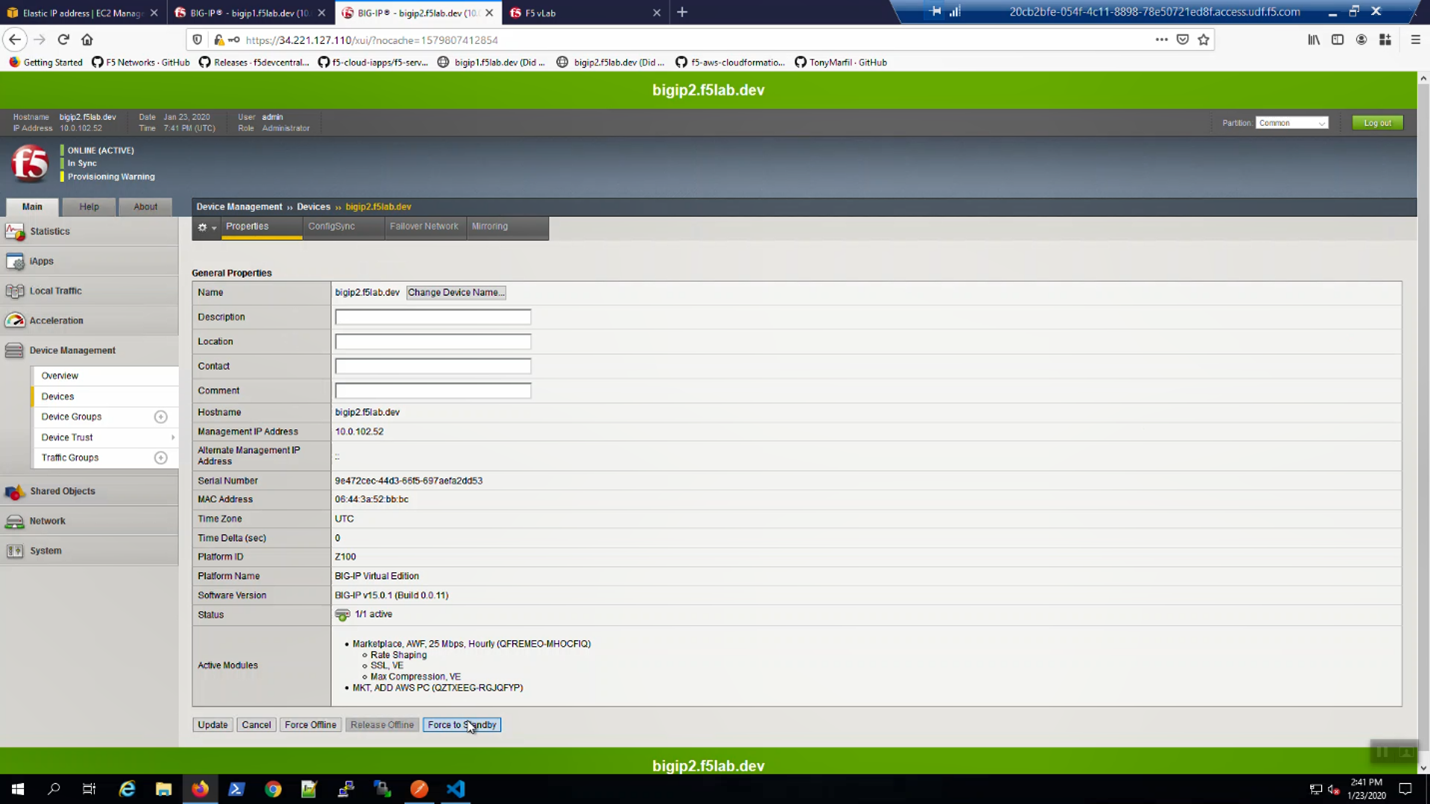 Elastic IP address | EC2 Manag
BIG-IP® - bigip1.f5lab.dev (10.
BIG-IP® - bigip2.f5lab.dev (10.
F5 vLab
20cb2bfe-054f-4c11-8898-78e50721ed8f.access.udf.f5.com
https://34.221.127.110/xui/?nocache=1579807412854
Getting Started
F5 Networks · GitHub
Releases · f5devcentral...
f5-cloud-iapps/f5-serv...
bigip1.f5lab.dev (Did ...
bigip2.f5lab.dev (Did ...
f5-aws-cloudformatio...
TonyMarfil · GitHub
bigip2.f5lab.dev
Hostname bigip2.f5lab.dev Date Jan 23, 2020 User admin
IP Address 10.0.102.52 Time 7:41 PM (UTC) Role Administrator
Partition: Common Log out
f5
ONLINE (ACTIVE)
In Sync
Provisioning Warning
Main Help About
Device Management ›› Devices ›› bigip2.f5lab.dev
Properties ConfigSync Failover Network Mirroring
Statistics
iApps
Local Traffic
Acceleration
Device Management
Overview
Devices
Device Groups
Device Trust
Traffic Groups
Shared Objects
Network
System
General Properties
Name bigip2.f5lab.dev Change Device Name...
Description
Location
Contact
Comment
Hostname bigip2.f5lab.dev
Management IP Address 10.0.102.52
Alternate Management IP
Address --
Serial Number 9e472cec-44d3-66f5-697aefa2dd53
MAC Address 06:44:3a:52:bb:bc
Time Zone UTC
Time Delta (sec) 0
Platform ID Z100
Platform Name BIG-IP Virtual Edition
Software Version BIG-IP v15.0.1 (Build 0.0.11)
Status 1/1 active
Active Modules
Marketplace, AWF, 25 Mbps, Hourly (QFREMEO-MHOCFIQ)
Rate Shaping
SSL, VE
Max Compression, VE
MKT, ADD AWS PC (QZTXEEG-RGJQFYP)
Update Cancel Force Offline Release Offline Force to Standby
bigip2.f5lab.dev
2:41 PM
1/23/2020